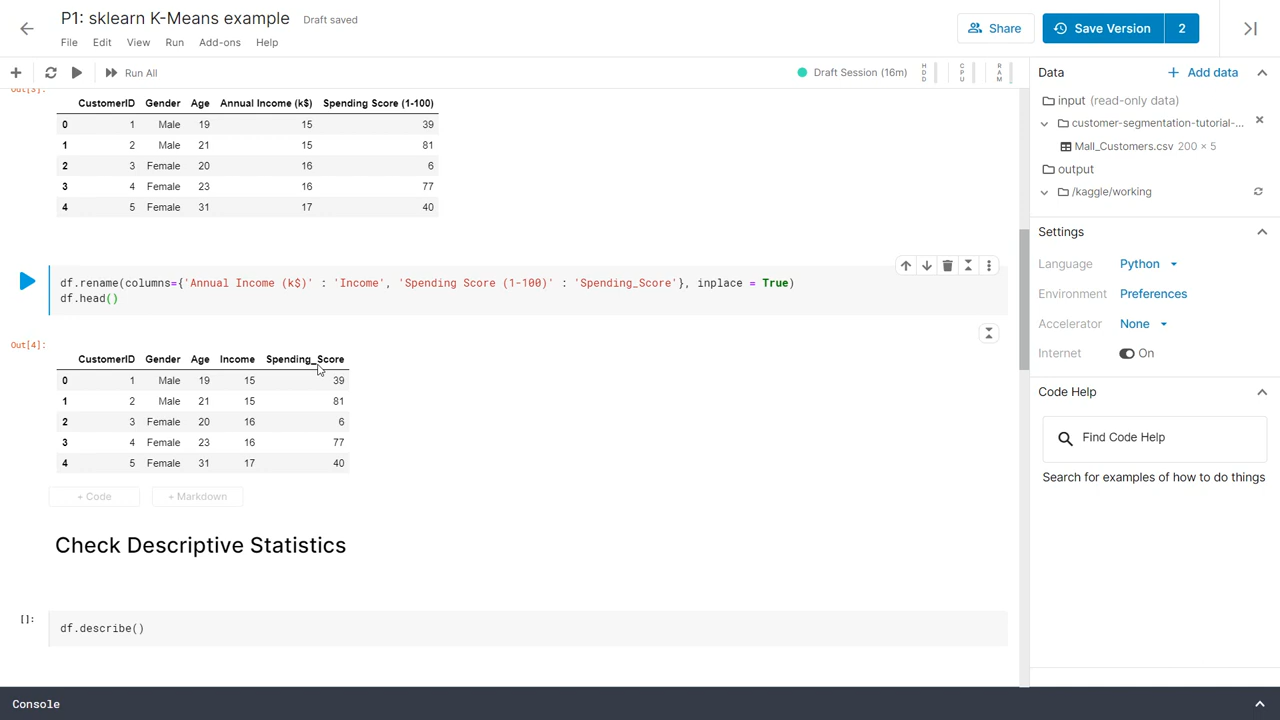 P1: sklearn K-Means example Draft saved
File Edit View Run Add-ons Help
Share
Save Version 2
Run All
Draft Session (16m) HDD CPU RAM
Out[3]:
CustomerID Gender Age Annual Income (k$) Spending Score (1-100)
0 1 Male 19 15 39
1 2 Male 21 15 81
2 3 Female 20 16 6
3 4 Female 23 16 77
4 5 Female 31 17 40
df.rename(columns={'Annual Income (k$)' : 'Income', 'Spending Score (1-100)' : 'Spending_Score'}, inplace = True)
df.head()
Out[4]:
CustomerID Gender Age Income Spending_Score
0 1 Male 19 15 39
1 2 Male 21 15 81
2 3 Female 20 16 6
3 4 Female 23 16 77
4 5 Female 31 17 40
+ Code + Markdown
Check Descriptive Statistics
[]:
df.describe()
Data + Add data
input (read-only data)
customer-segmentation-tutorial-...
Mall_Customers.csv 200 × 5
output
/kaggle/working
Settings
Language Python
Environment Preferences
Accelerator None
Internet On
Code Help
Find Code Help
Search for examples of how to do things
Console